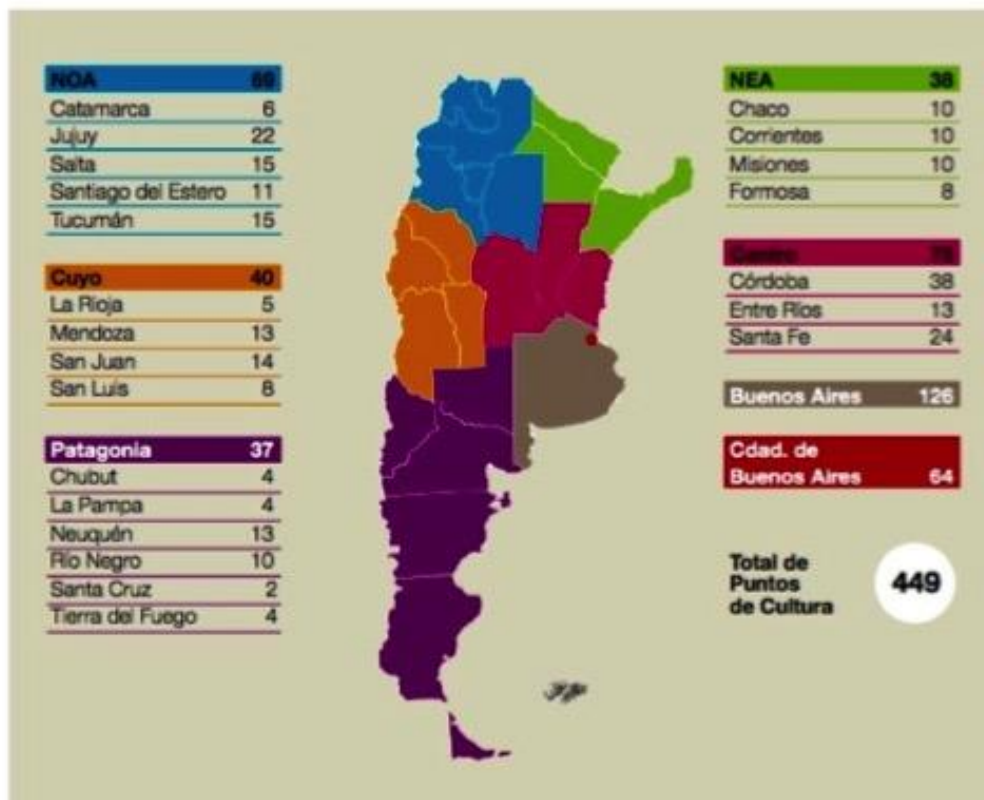 NOA 69
Catamarca 6
Jujuy 22
Salta 15
Santiago del Estero 11
Tucumán 15
Cuyo 40
La Rioja 5
Mendoza 13
San Juan 14
San Luis 8
Patagonia 37
Chubut 4
La Pampa 4
Neuquén 13
Río Negro 10
Santa Cruz 2
Tierra del Fuego 4
NEA 38
Chaco 10
Corrientes 10
Misiones 10
Formosa 8
Centro 75
Córdoba 38
Entre Ríos 13
Santa Fe 24
Buenos Aires 126
Cdad. de
Buenos Aires 64
Total de
Puntos
de Cultura
449